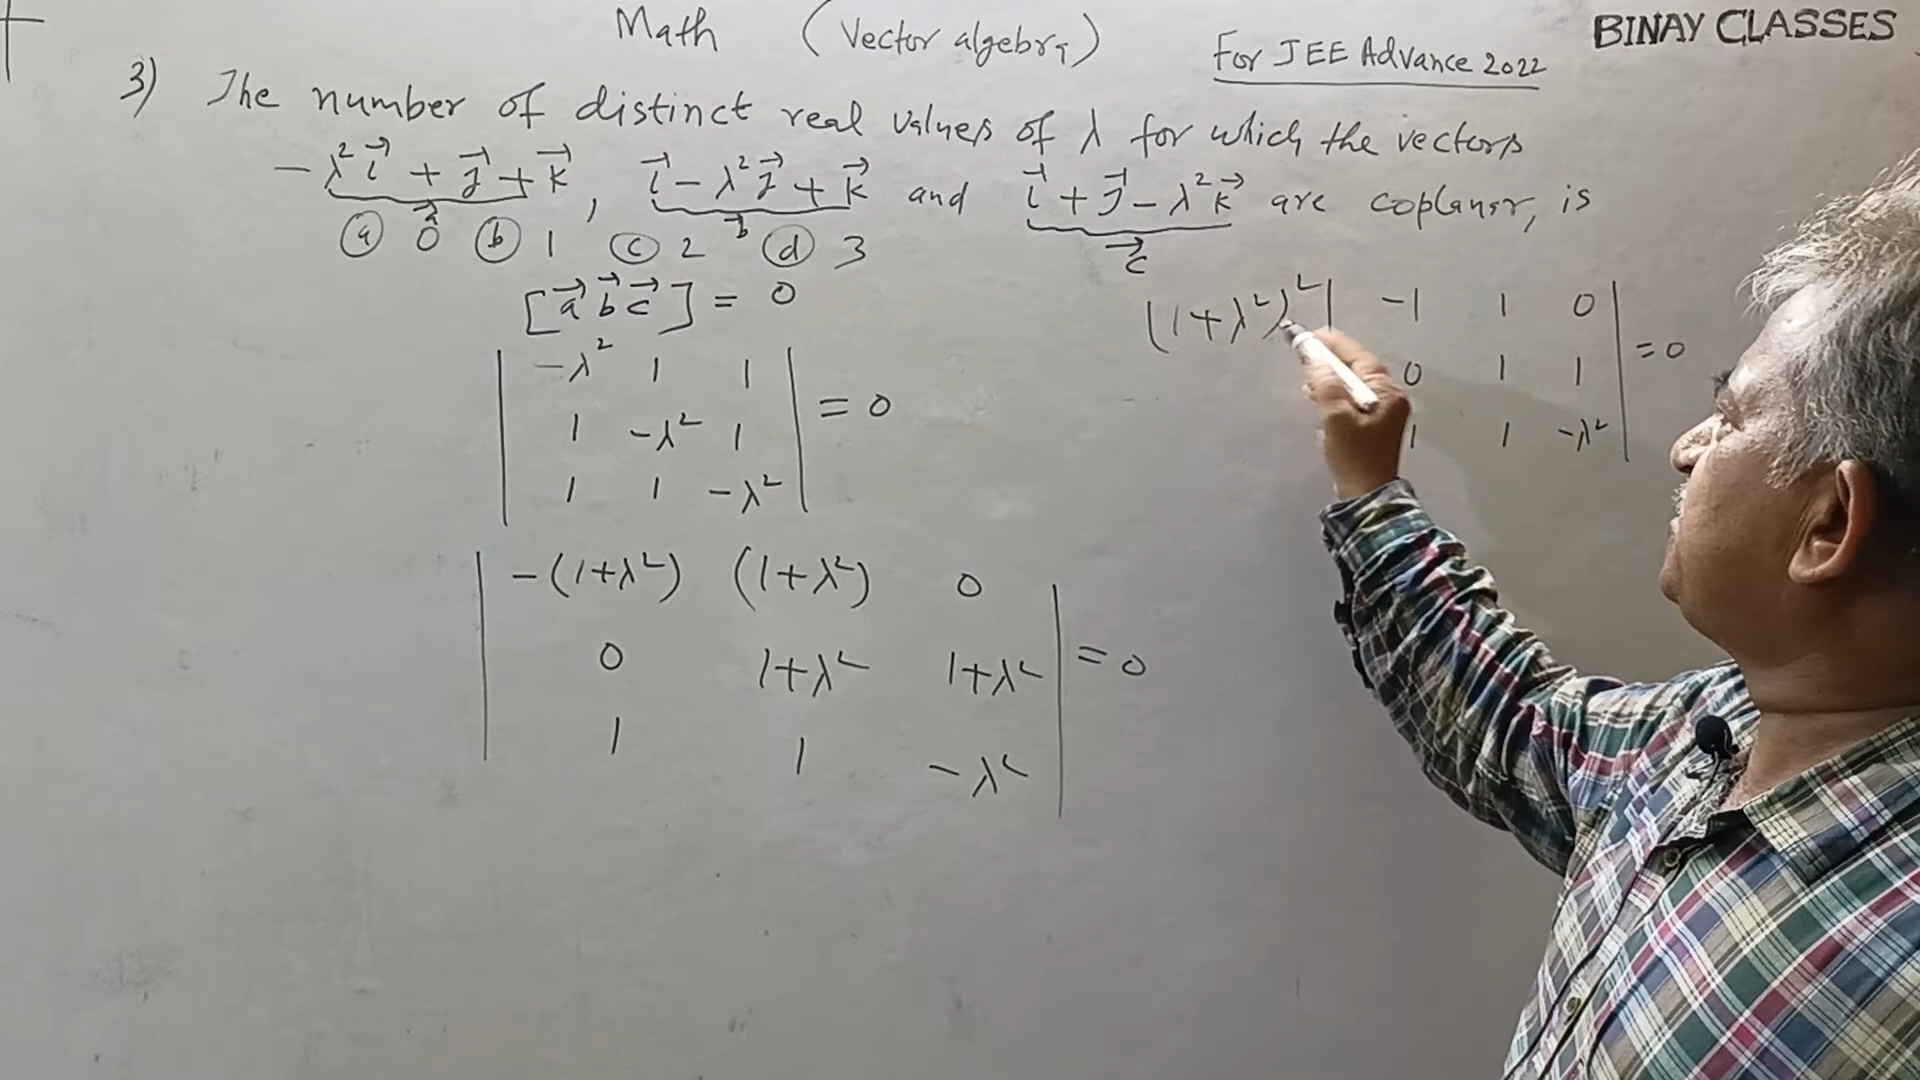 Math (Vector algebra) For JEE Advance 2022 BINAY CLASSES
3) The number of distinct real values of λ for which the vectors
-λ² i⃗ + j⃗ + k⃗ , i⃗ - λ² j⃗ + k⃗ and i⃗ + j⃗ - λ² k⃗ are coplanar, is
a⃗ b⃗ c⃗
(a) 0 (b) 1 (c) 2 (d) 3
[a⃗ b⃗ c⃗] = 0
| -λ² 1 1 |
| 1 -λ² 1 | = 0
| 1 1 -λ² |
| -(1+λ²) (1+λ²) 0 |
| 0 1+λ² 1+λ² | = 0
| 1 1 -λ² |
(1+λ²)² | -1 1 0 |
0 1 1 | = 0
1 1 -λ² |